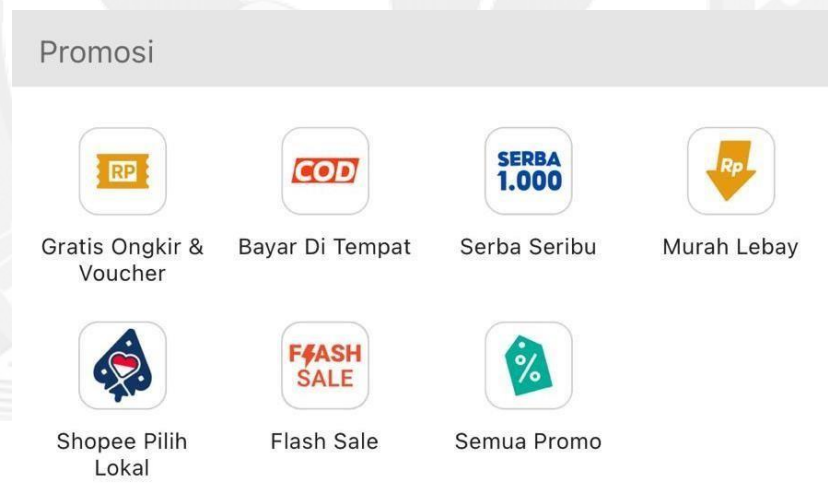 Promosi
RP
COD
SERBA
1.000
Rp
Gratis Ongkir &
Voucher
Bayar Di Tempat
Serba Seribu
Murah Lebay
FLASH
SALE
%
Shopee Pilih
Lokal
Flash Sale
Semua Promo